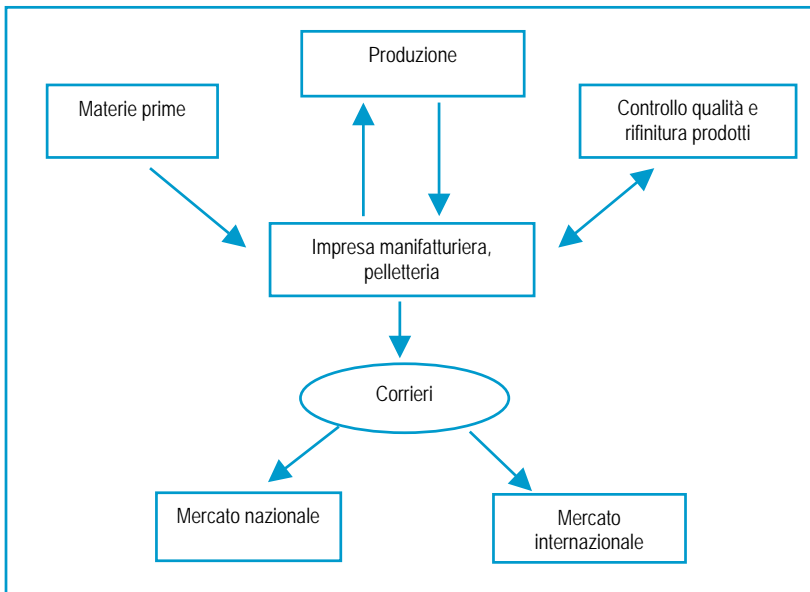 Produzione
Materie prime
Controllo qualità e
rifinitura prodotti
Impresa manifatturiera,
pelletteria
Corrieri
Mercato nazionale
Mercato
internazionale